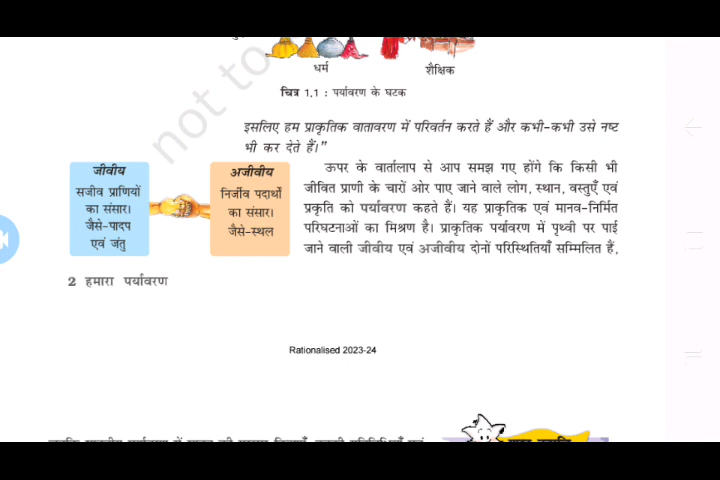 not to
धर्म
शैक्षिक
चित्र 1.1 : पर्यावरण के घटक
इसलिए हम प्राकृतिक वातावरण में परिवर्तन करते हैं और कभी-कभी उसे नष्ट
भी कर देते हैं।”
जीवीय
सजीव प्राणियों
का संसार।
जैसे-पादप
एवं जंतु
अजीवीय
निर्जीव पदार्थों
का संसार।
जैसे-स्थल
ऊपर के वार्तालाप से आप समझ गए होंगे कि किसी भी
जीवित प्राणी के चारों ओर पाए जाने वाले लोग, स्थान, वस्तुएँ एवं
प्रकृति को पर्यावरण कहते हैं। यह प्राकृतिक एवं मानव-निर्मित
परिघटनाओं का मिश्रण है। प्राकृतिक पर्यावरण में पृथ्वी पर पाई
जाने वाली जीवीय एवं अजीवीय दोनों परिस्थितियाँ सम्मिलित हैं,
2 हमारा पर्यावरण
Rationalised 2023-24